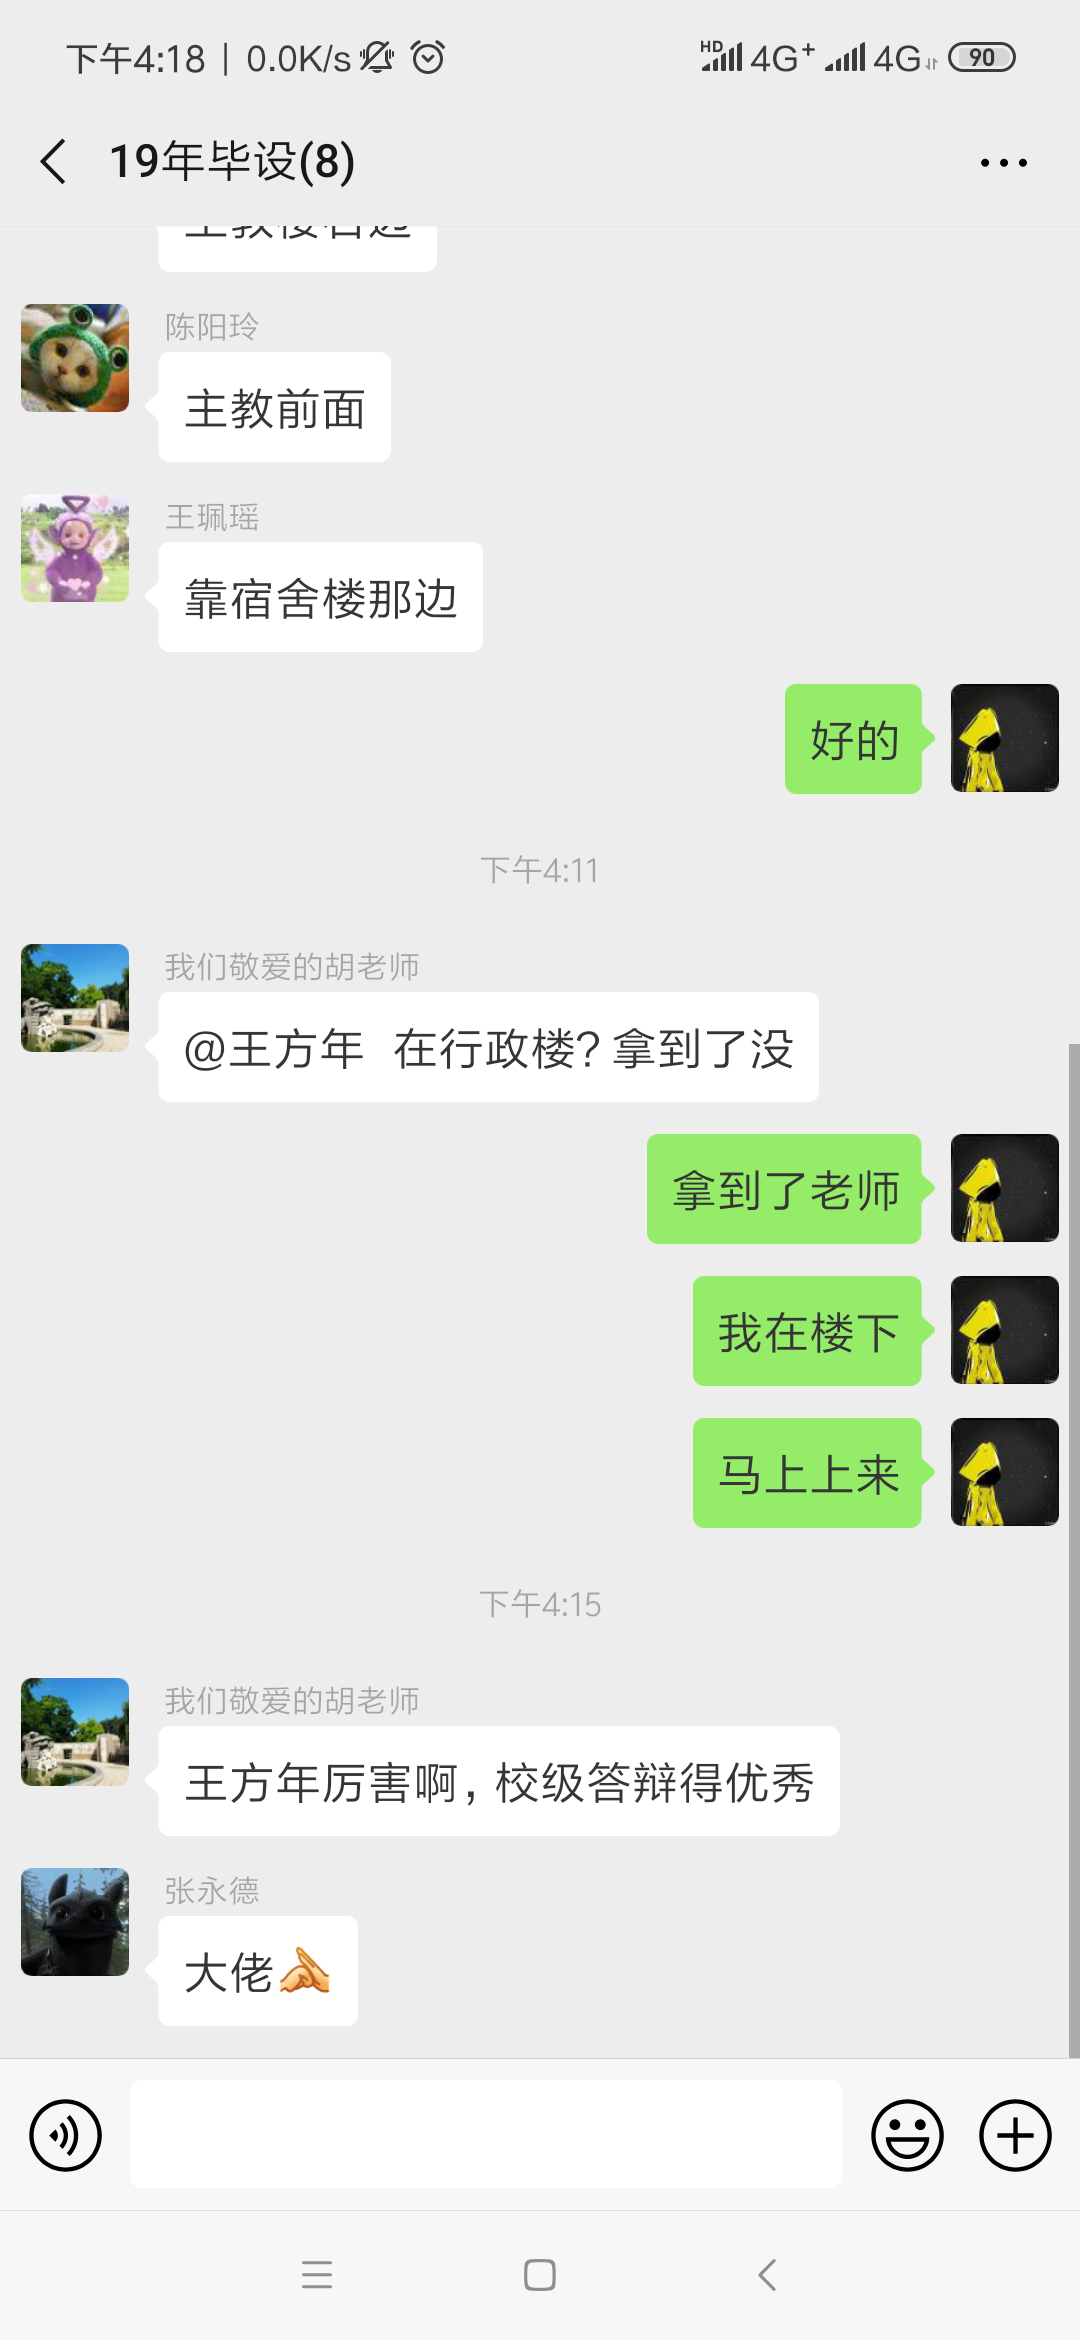 下午4:18 | 0.0K/s HD 4G+ 4G 90
19年毕设(8)
陈阳玲
主教前面
王珮瑶
靠宿舍楼那边
好的
下午4:11
我们敬爱的胡老师
@王方年 在行政楼? 拿到了没
拿到了老师
我在楼下
马上上来
下午4:15
我们敬爱的胡老师
王方年厉害啊, 校级答辩得优秀
张永德
大佬